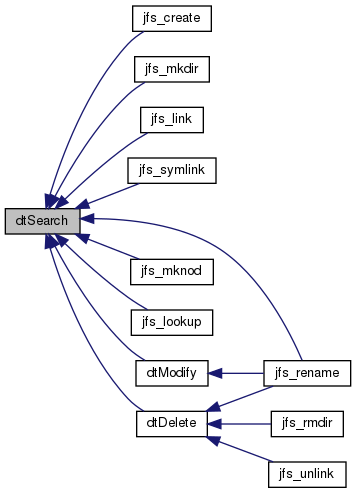 jfs_create
jfs_mkdir
jfs_link
jfs_symlink
dtSearch
jfs_mknod
jfs_lookup
dtModify
jfs_rename
dtDelete
jfs_rmdir
jfs_unlink